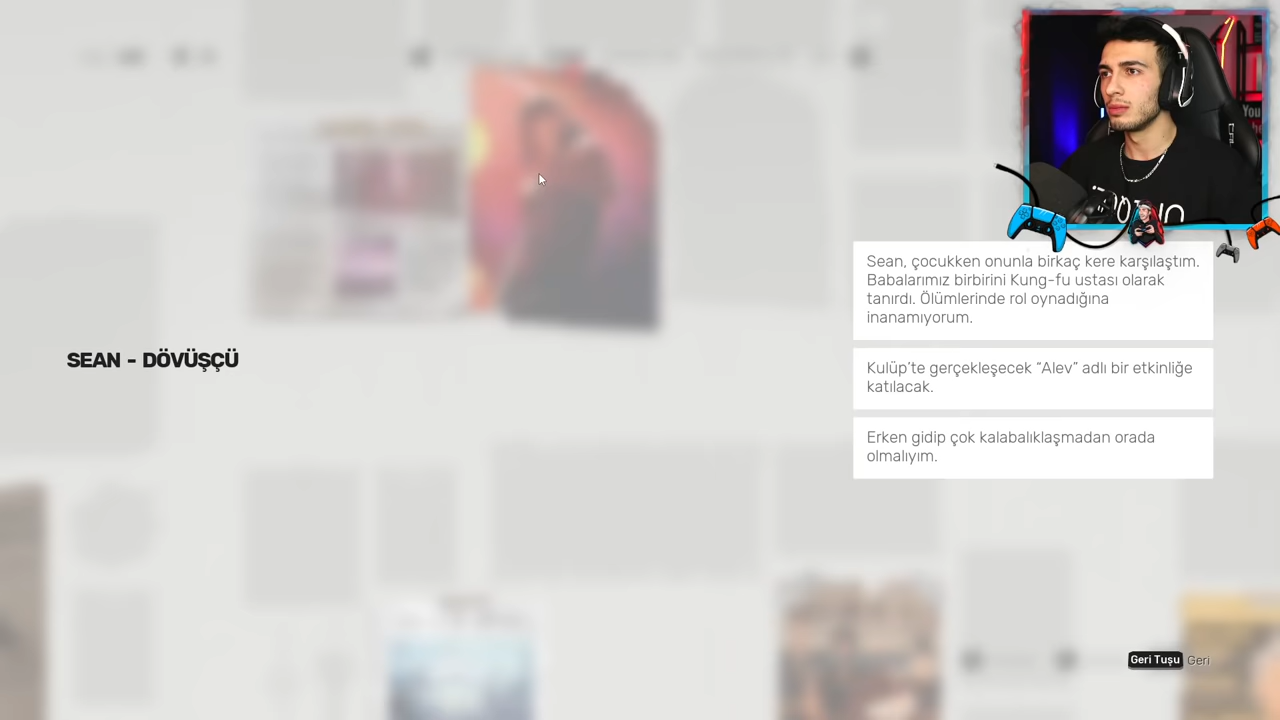 SEAN - DÖVÜŞÇÜ
Sean, çocukken onunla birkaç kere karşılaştım.
Babalarımız birbirini Kung-fu ustası olarak
tanırdı. Ölümlerinde rol oynadığına
inanamıyorum.
Kulüp'te gerçekleşecek "Alev" adlı bir etkinliğe
katılacak.
Erken gidip çok kalabalıklaşmadan orada
olmalıyım.
Geri Tuşu Geri